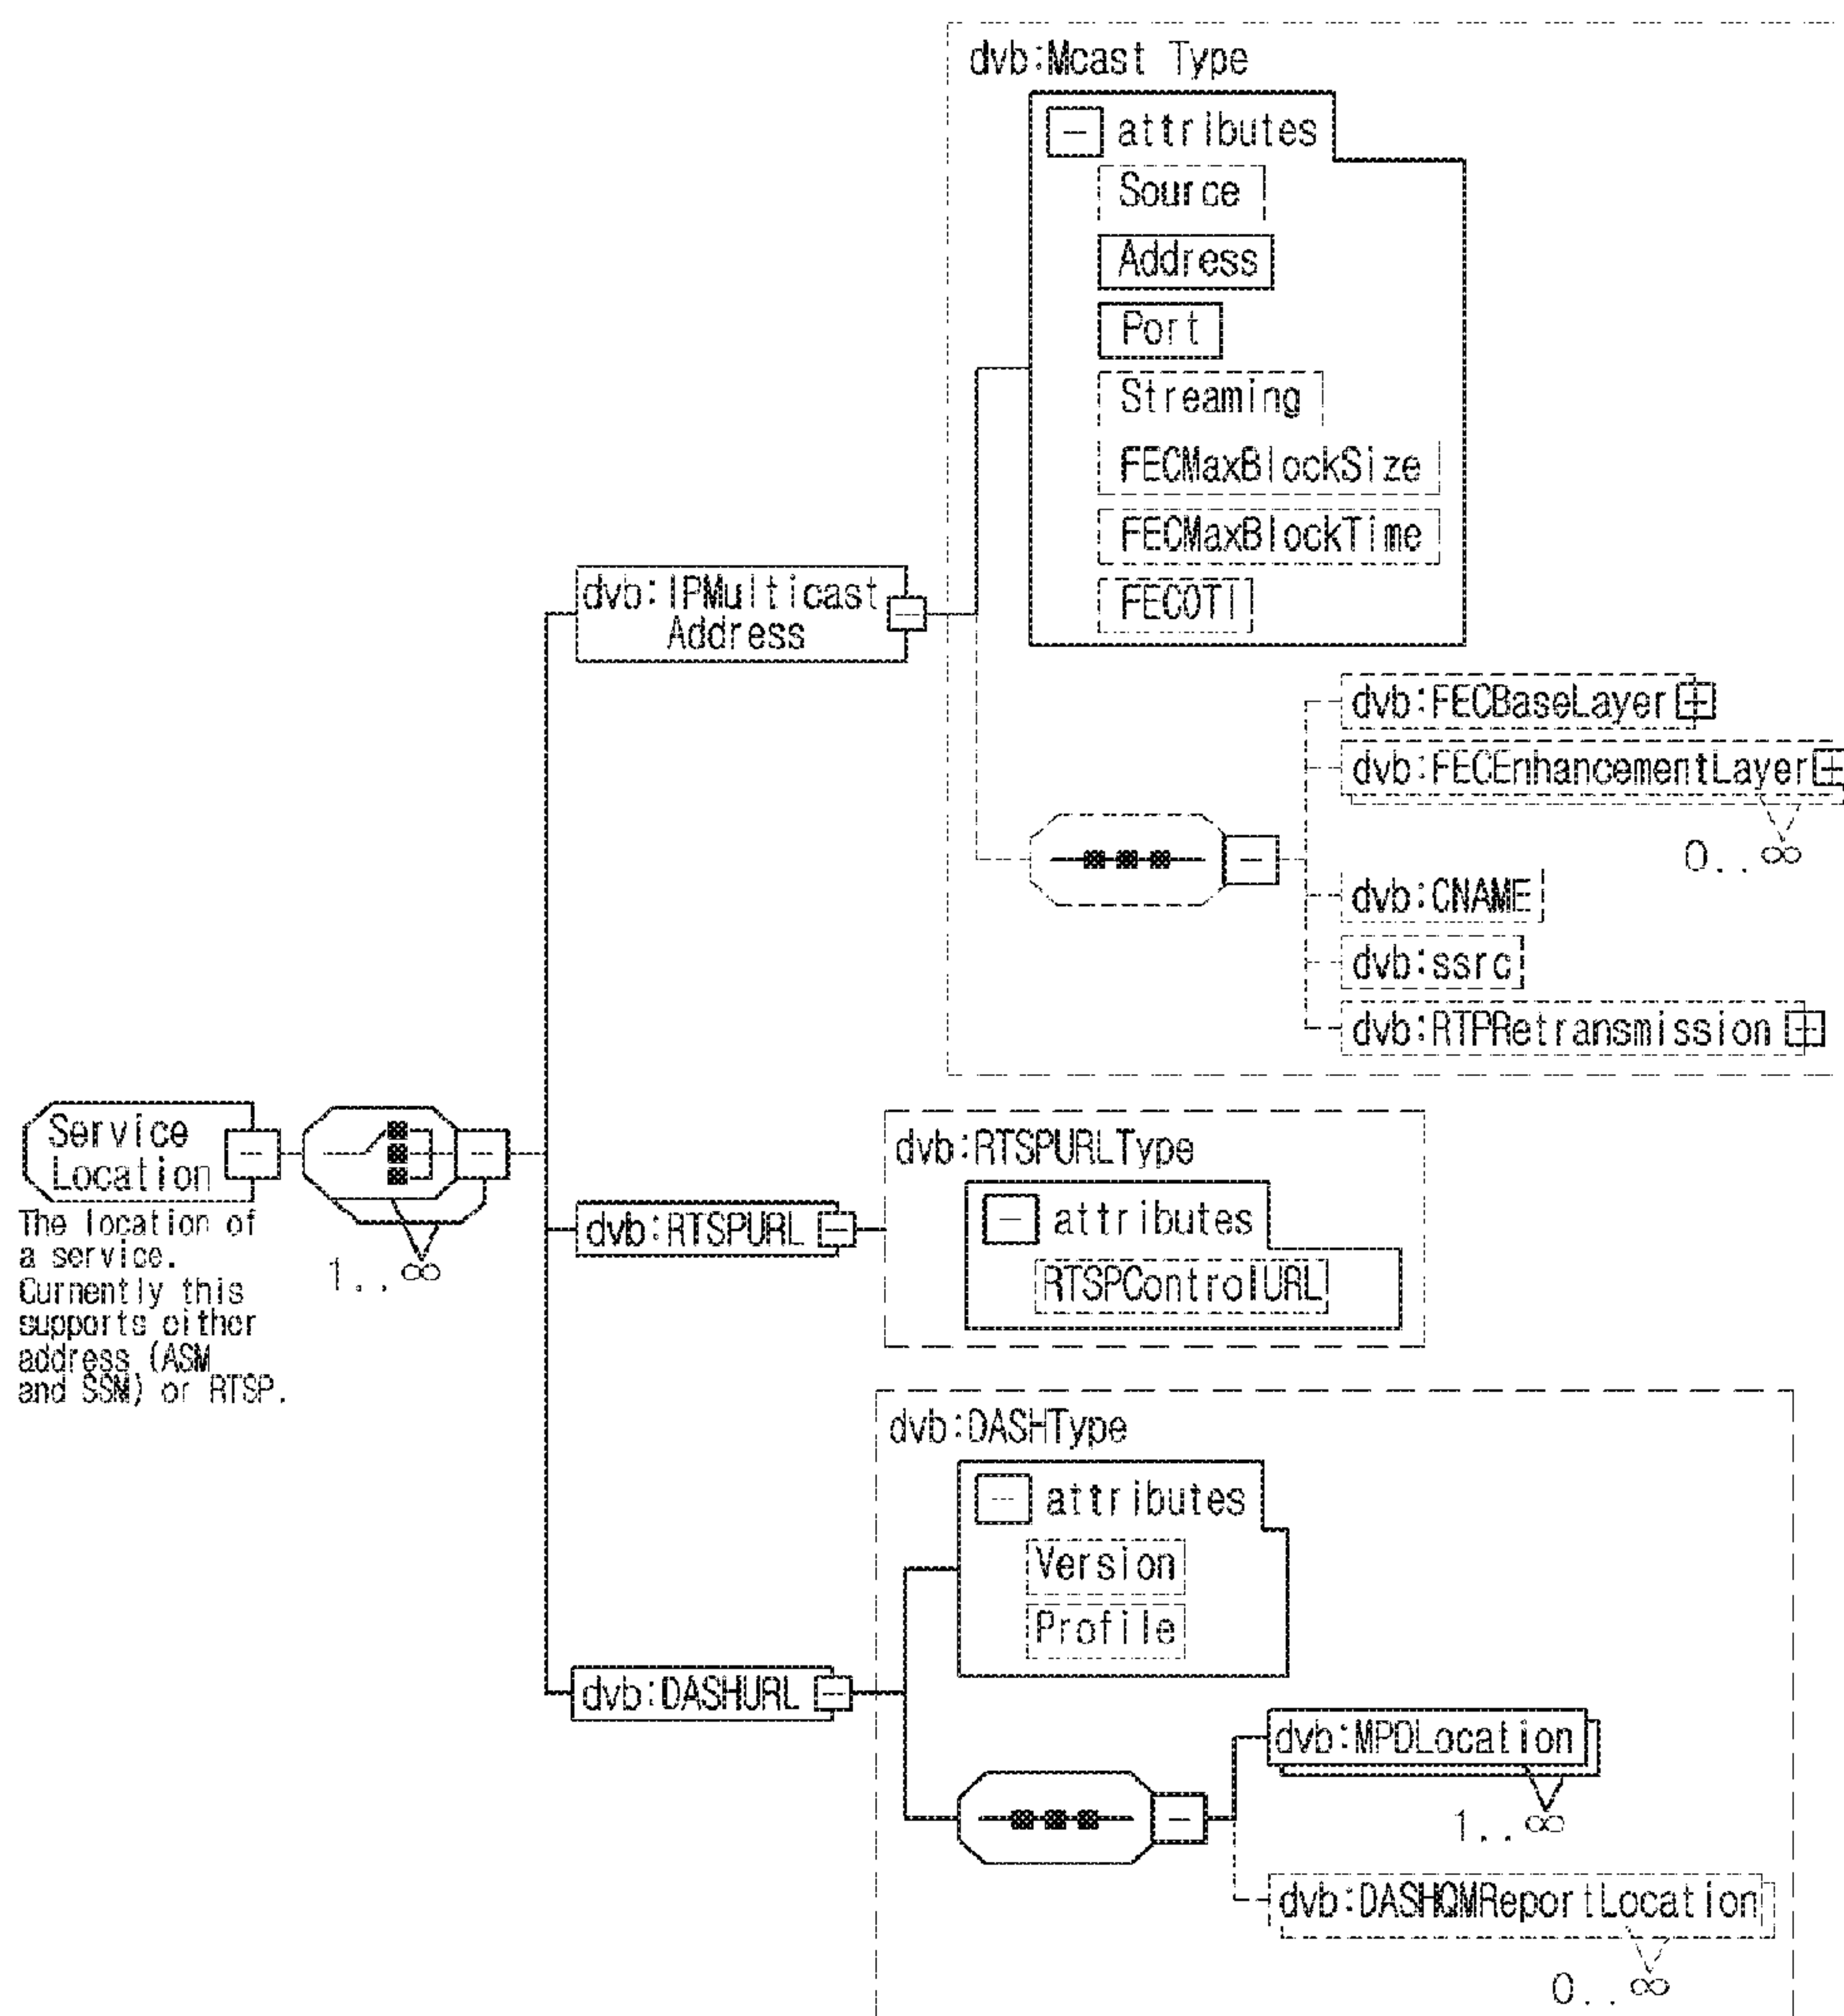 dvb:Mcast Type
attributes
Source
Address
Port
Streaming
FECMaxBlockSize
FECMaxBlockTime
FECOTI
dvb:IPMulticast
Address
dvb:FECBaseLayer
dvb:FECEnhancementLayer
0..∞
dvb:CNAME
dvb:ssrc
dvb:RTPRetransmission
Service
Location
The location of
a service.
Currently this
supports either
address (ASM
and SSM) or RTSP.
1..∞
dvb:RTSPURL
dvb:RTSPURLType
attributes
RTSPControlURL
dvb:DASHURL
dvb:DASHType
attributes
Version
Profile
dvb:MPDLocation
1..∞
dvb:DASHQMReportLocation
0..∞